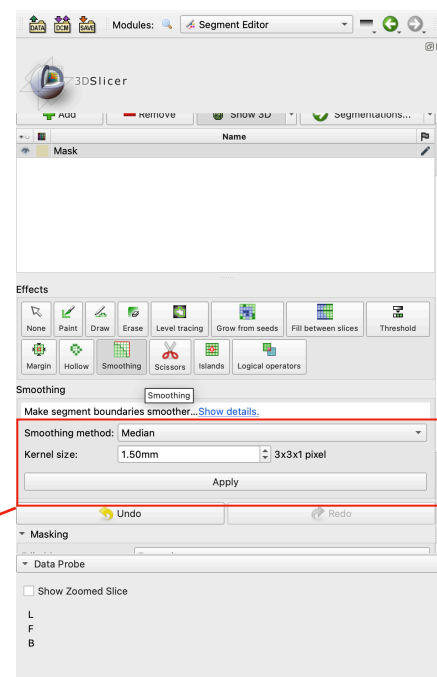 DATA DCM SAVE Modules: Segment Editor
3DSlicer
Add Remove Show 3D Segmentations...
Name
Mask
Effects
None Paint Draw Erase Level tracing Grow from seeds Fill between slices Threshold
Margin Hollow Smoothing Scissors Islands Logical operators
Smoothing
Smoothing
Make segment boundaries smoother...Show details.
Smoothing method: Median
Kernel size: 1.50mm 3x3x1 pixel
Apply
Undo Redo
Masking
Data Probe
Show Zoomed Slice
L
F
B